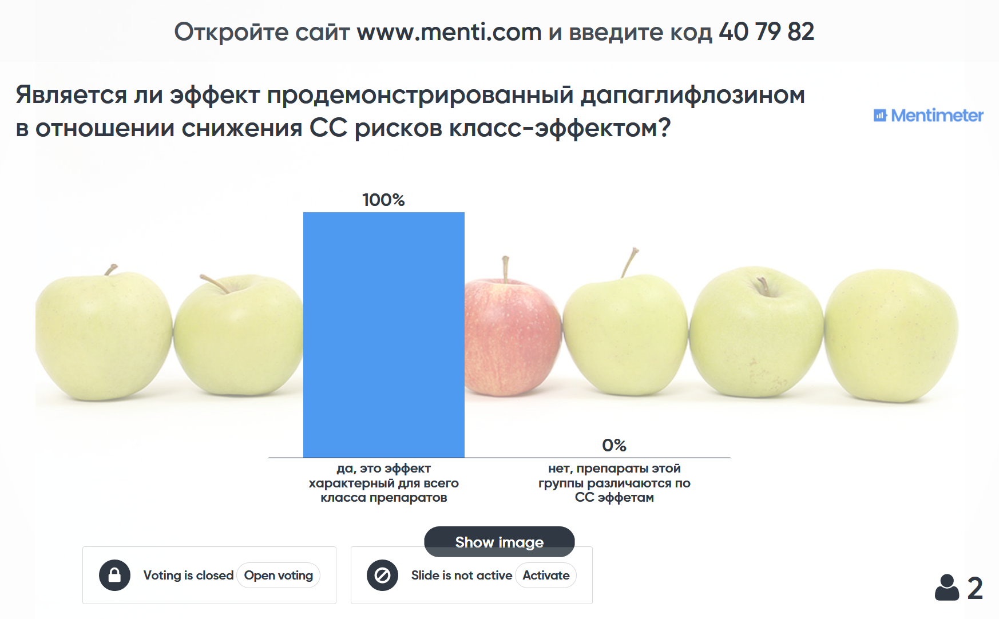 Откройте сайт www.menti.com и введите код 40 79 82
Является ли эффект продемонстрированный дапаглифлозином
в отношении снижения СС рисков класс-эффектом?
Mentimeter
100%
0%
да, это эффект
характерный для всего
класса препаратов
нет, препараты этой
группы различаются по
СС эффетам
Show image
Voting is closed Open voting
Slide is not active Activate
2